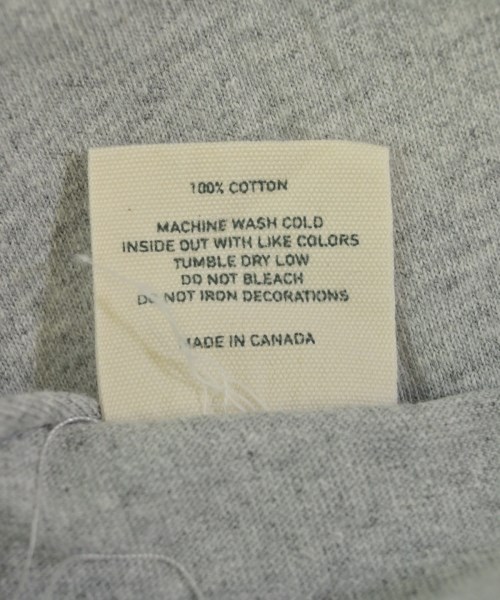 100% COTTON
MACHINE WASH COLD
INSIDE OUT WITH LIKE COLORS
TUMBLE DRY LOW
DO NOT BLEACH
DO NOT IRON DECORATIONS
MADE IN CANADA